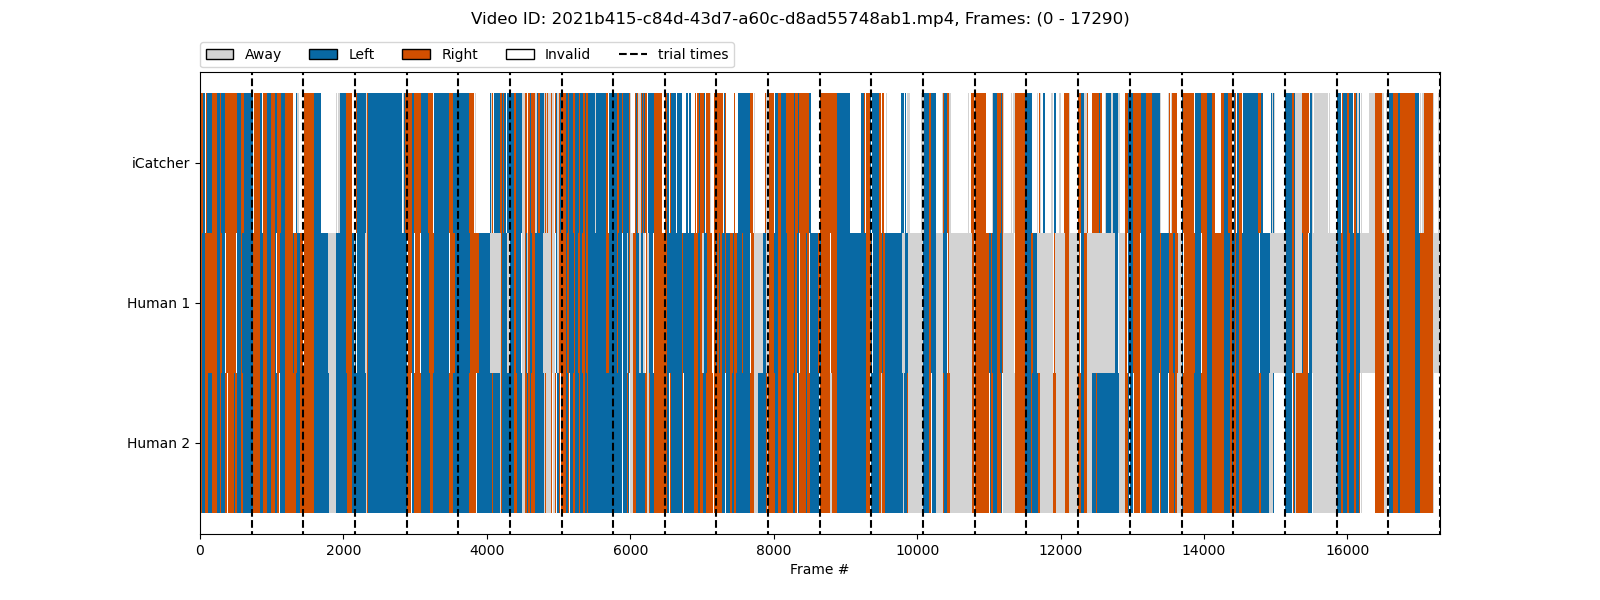 Video ID: 2021b415-c84d-43d7-a60c-d8ad55748ab1.mp4, Frames: (0 - 17290)
Away Left Right Invalid trial times
iCatcher
Human 1
Human 2
0 2000 4000 6000 8000 10000 12000 14000 16000
Frame #